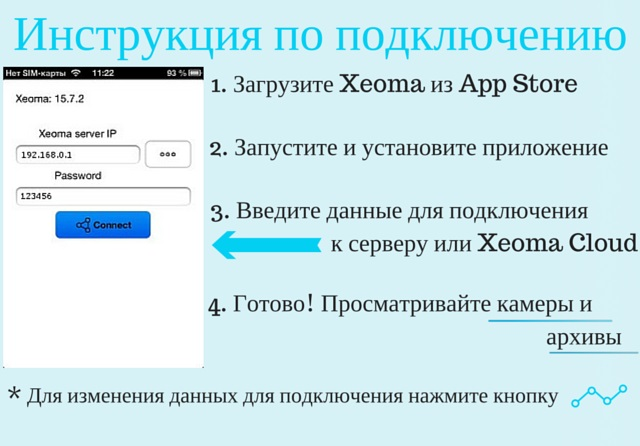 Инструкция по подключению
Нет SIM-карты 11:22 93 %
Xeoma: 15.7.2
Xeoma server IP
192.168.0.1
Password
123456
Connect
1. Загрузите Xeoma из App Store
2. Запустите и установите приложение
3. Введите данные для подключения
к серверу или Xeoma Cloud
4. Готово! Просматривайте камеры и
архивы
* Для изменения данных для подключения нажмите кнопку